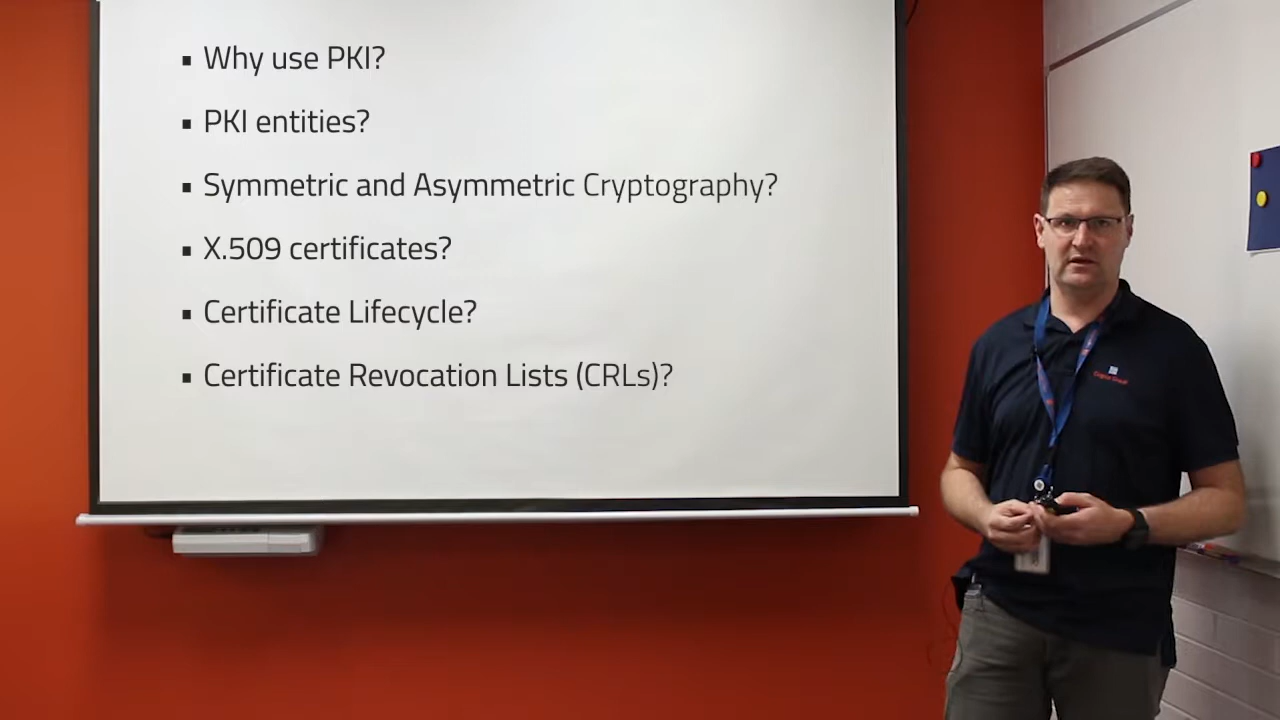 ▪ Why use PKI?
▪ PKI entities?
▪ Symmetric and Asymmetric Cryptography?
▪ X.509 certificates?
▪ Certificate Lifecycle?
▪ Certificate Revocation Lists (CRLs)?